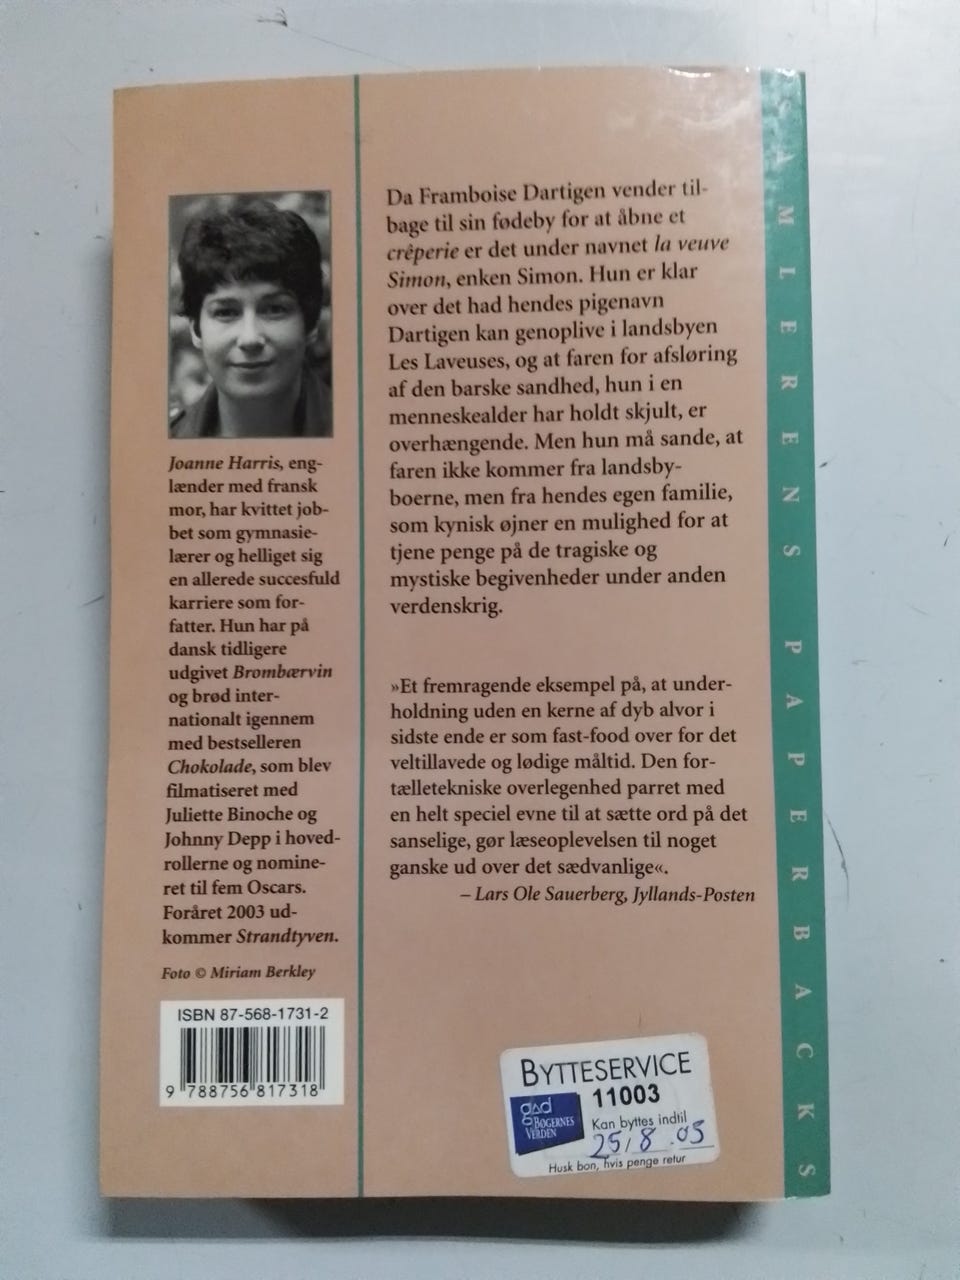 Joanne Harris, eng-
lænder med fransk
mor, har kvittet job-
bet som gymnasie-
lærer og helliget sig
en allerede succesfuld
karriere som for-
fatter. Hun har på
dansk tidligere
udgivet Brombærvin
og brød inter-
nationalt igennem
med bestselleren
Chokolade, som blev
filmatiseret med
Juliette Binoche og
Johnny Depp i hoved-
rollerne og nomine-
ret til fem Oscars.
Foråret 2003 ud-
kommer Strandtyven.
Foto © Miriam Berkley
ISBN 87-568-1731-2
9 788756 817318
Da Framboise Dartigen vender til-
bage til sin fødeby for at åbne et
crêperie er det under navnet la veuve
Simon, enken Simon. Hun er klar
over det had hendes pigenavn
Dartigen kan genoplive i landsbyen
Les Laveuses, og at faren for afsløring
af den barske sandhed, hun i en
menneskealder har holdt skjult, er
overhængende. Men hun må sande, at
faren ikke kommer fra landsby-
boerne, men fra hendes egen familie,
som kynisk øjner en mulighed for at
tjene penge på de tragiske og
mystiske begivenheder under anden
verdenskrig.
»Et fremragende eksempel på, at under-
holdning uden en kerne af dyb alvor i
sidste ende er som fast-food over for det
veltillavede og lødige måltid. Den for-
tælletekniske overlegenhed parret med
en helt speciel evne til at sætte ord på det
sanselige, gør læseoplevelsen til noget
ganske ud over det sædvanlige«.
– Lars Ole Sauerberg, Jyllands-Posten
BYTTESERVICE
11003
gad
BØGERNES
VERDEN
Kan byttes indtil
25/8 .03
Husk bon, hvis penge retur
SAMLERENS PAPERBACKS